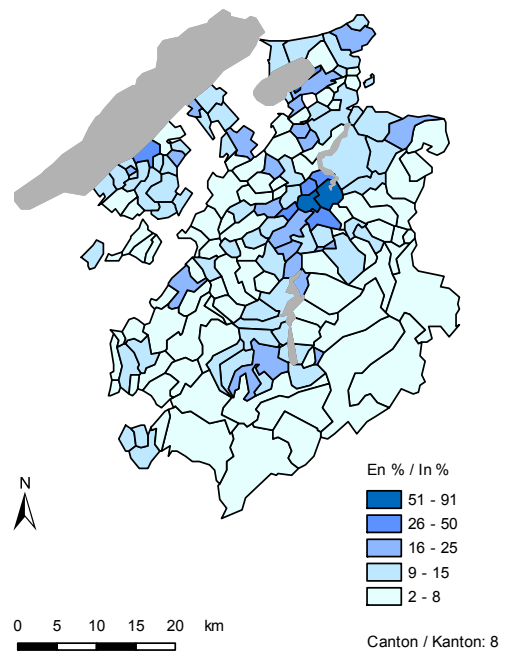 N
En % / In %
51 - 91
26 - 50
16 - 25
9 - 15
2 - 8
0 5 10 15 20 km
Canton / Kanton: 8